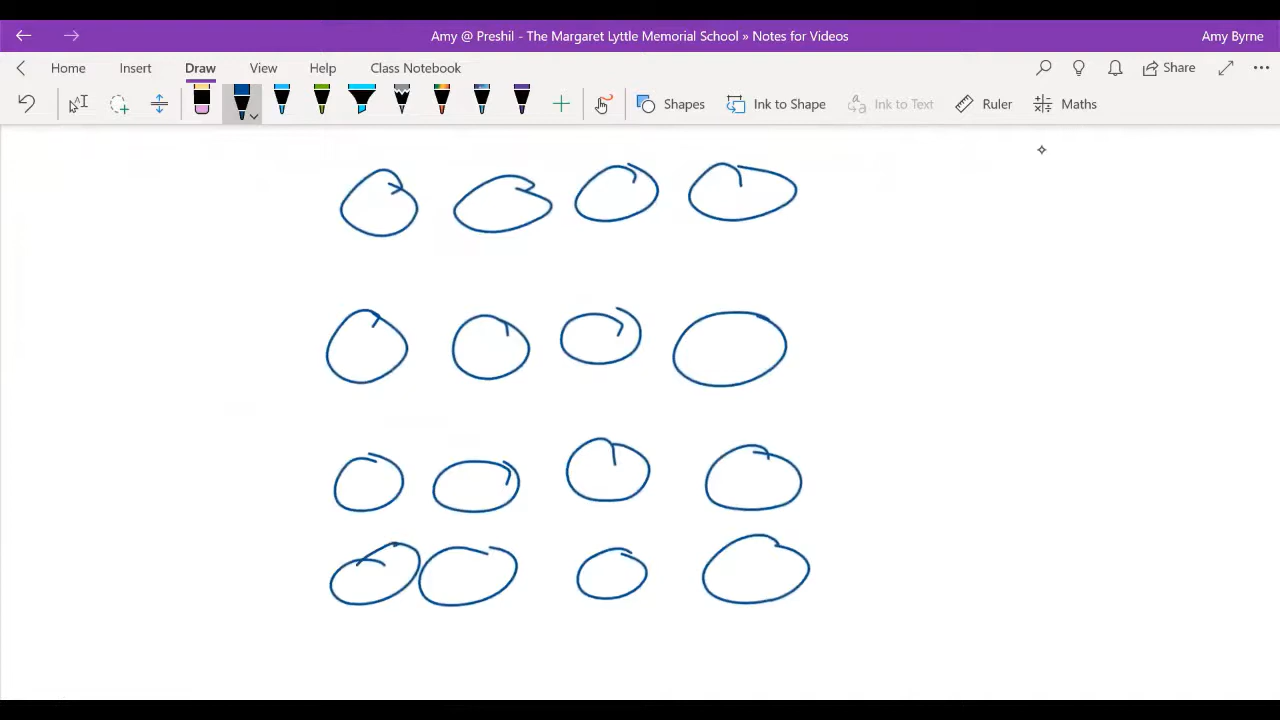 Amy @ Preshil - The Margaret Lyttle Memorial School » Notes for Videos
Amy Byrne
Home Insert Draw View Help Class Notebook
Share
Shapes Ink to Shape Ink to Text Ruler Maths